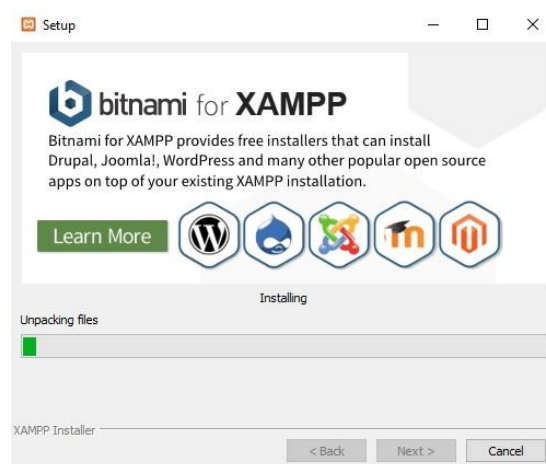 Setup
bitnami for XAMPP
Bitnami for XAMPP provides free installers that can install
Drupal, Joomla!, WordPress and many other popular open source
apps on top of your existing XAMPP installation.
Learn More
Installing
Unpacking files
XAMPP Installer
< Back
Next >
Cancel